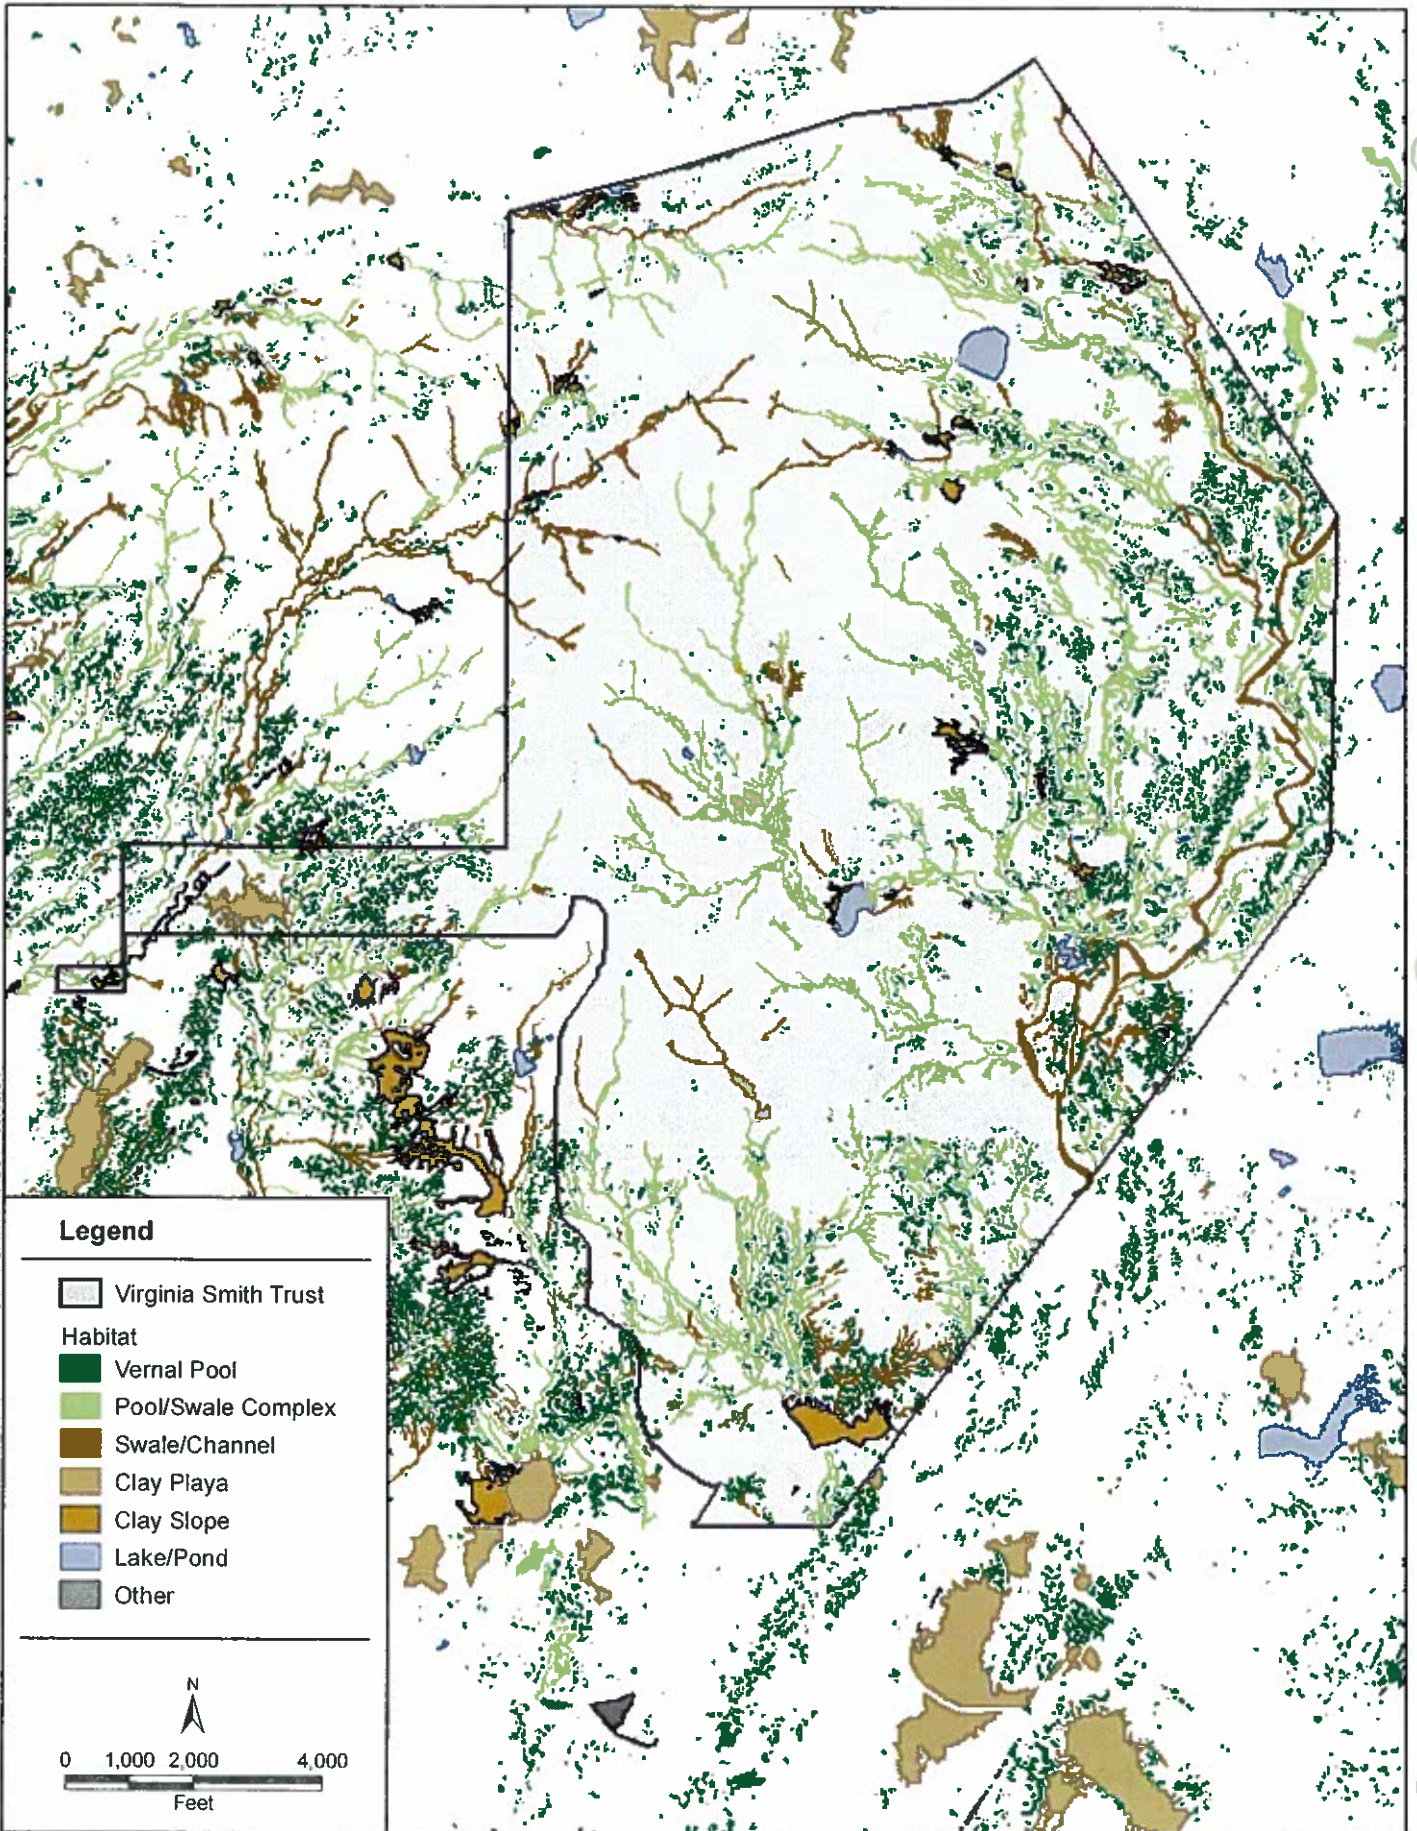 Legend
Virginia Smith Trust
Habitat
Vernal Pool
Pool/Swale Complex
Swale/Channel
Clay Playa
Clay Slope
Lake/Pond
Other
N
0 1,000 2,000 4,000
Feet